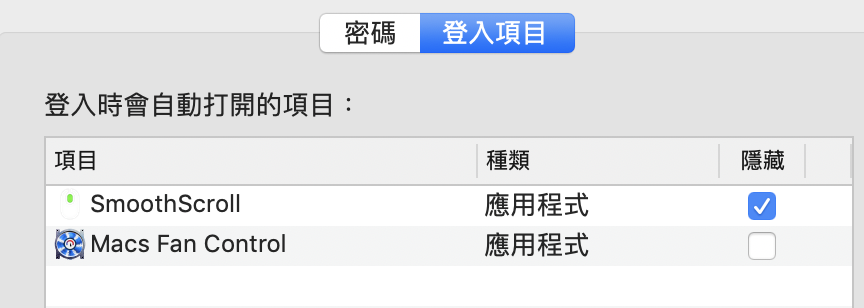 密碼 登入項目
登入時會自動打開的項目：
項目 種類 隱藏
SmoothScroll 應用程式
Macs Fan Control 應用程式